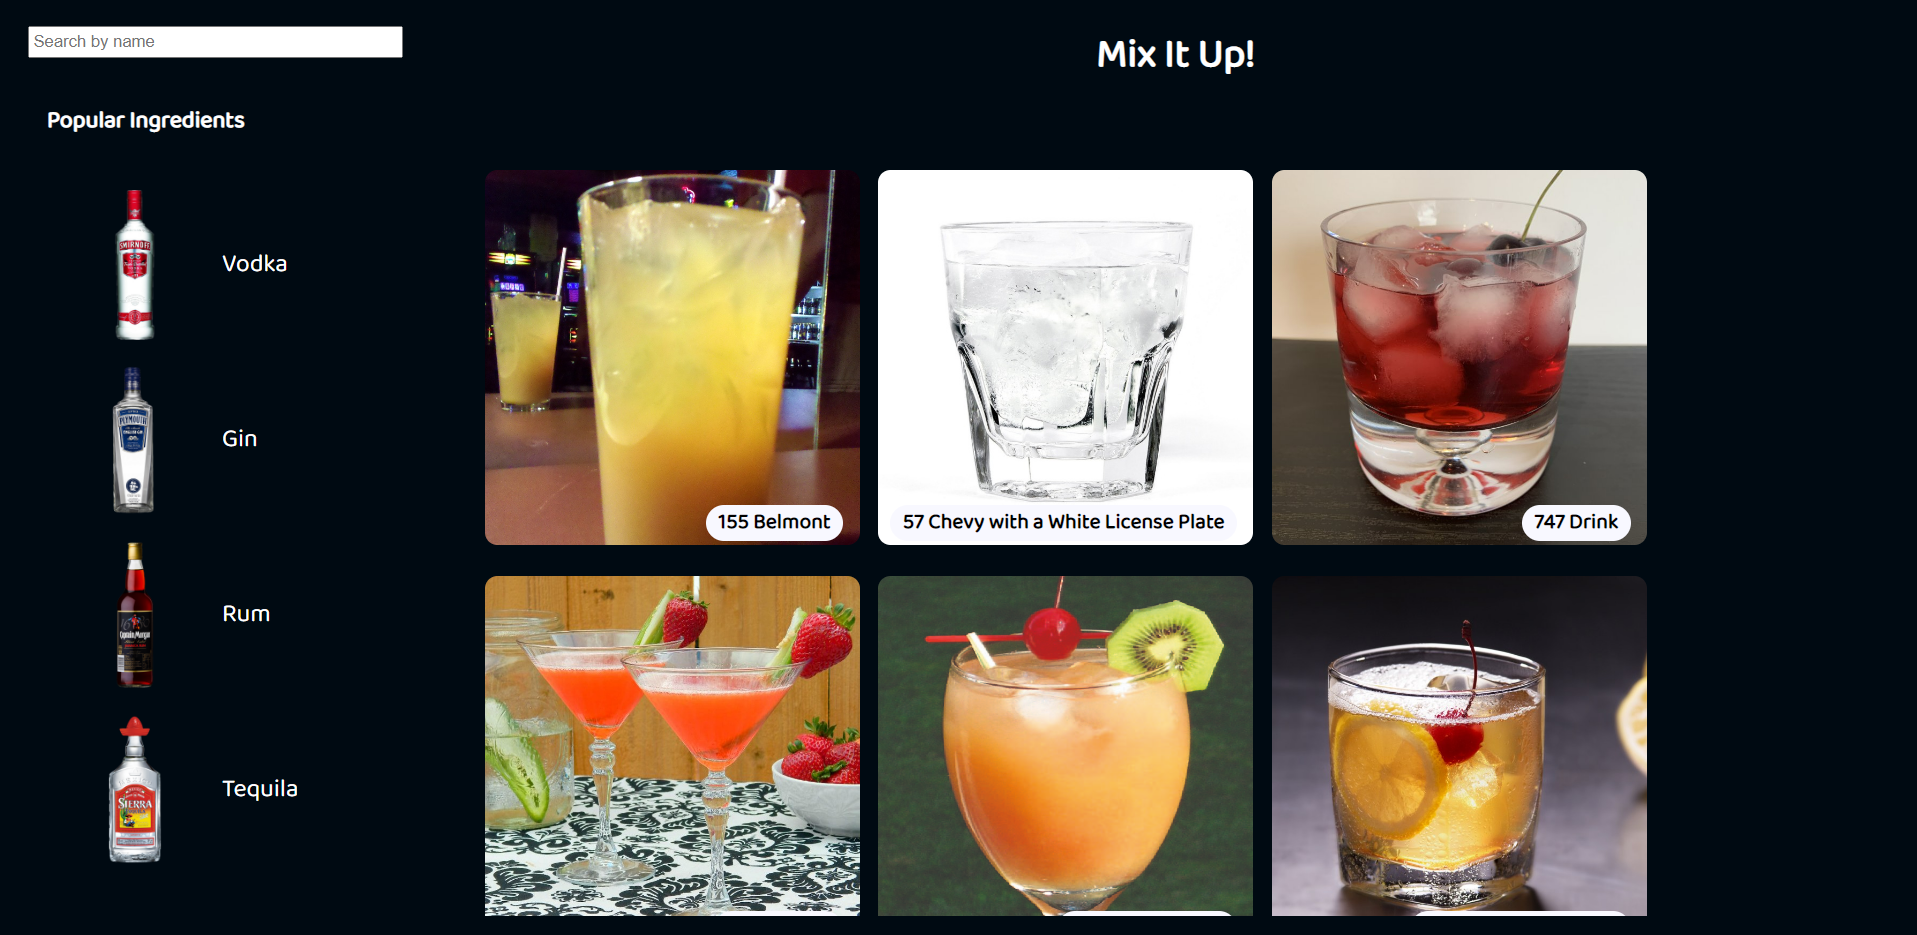 Search by name
Mix It Up!
Popular Ingredients
SMIRNOFF
Vodka
PLYMOUTH
Gin
Captain Morgan
Rum
SIERRA
Tequila
155 Belmont
57 Chevy with a White License Plate
747 Drink